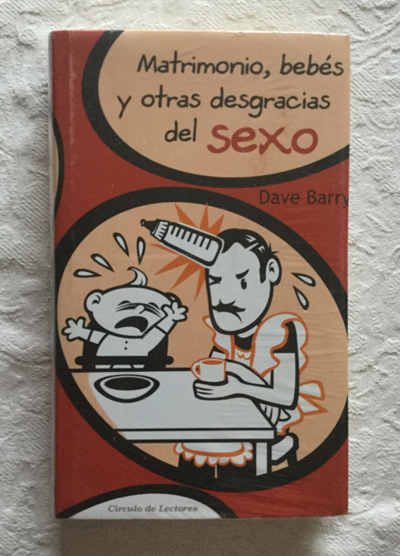 Matrimonio, bebés
y otras desgracias
del sexo
Dave Barry
Círculo de Lectores